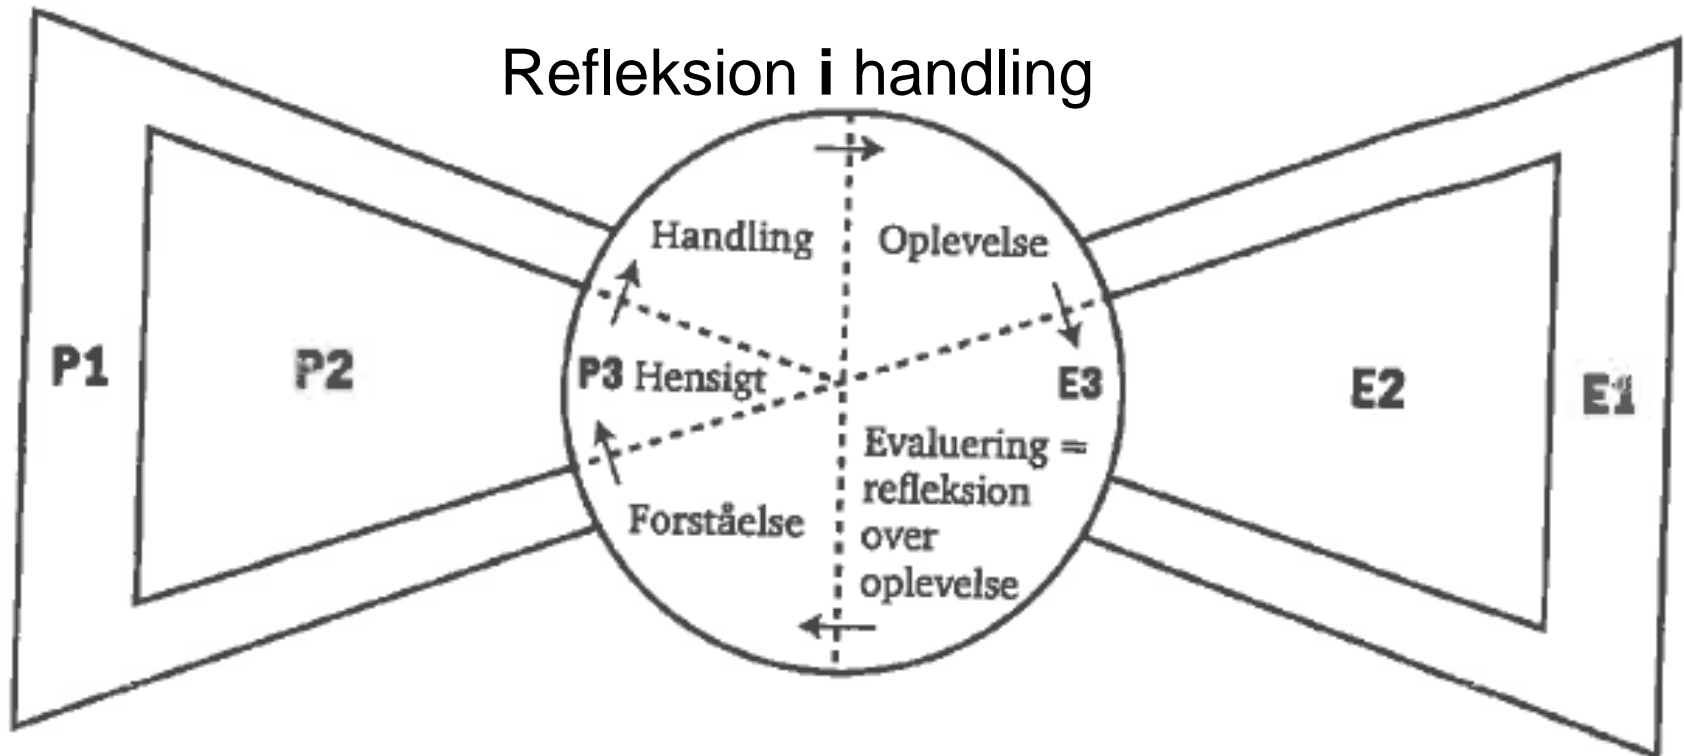 Refleksion i handling
Handling
Oplevelse
P1
P2
P3 Hensigt
E3
E2
E1
Evaluering =
refleksion
over
oplevelse
Forståelse